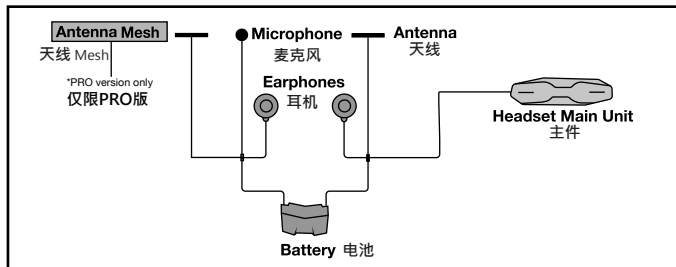 Antenna Mesh
天线 Mesh
*PRO version only
仅限PRO版
Microphone
麦克风
Antenna
天线
Earphones
耳机
Headset Main Unit
主件
Battery 电池